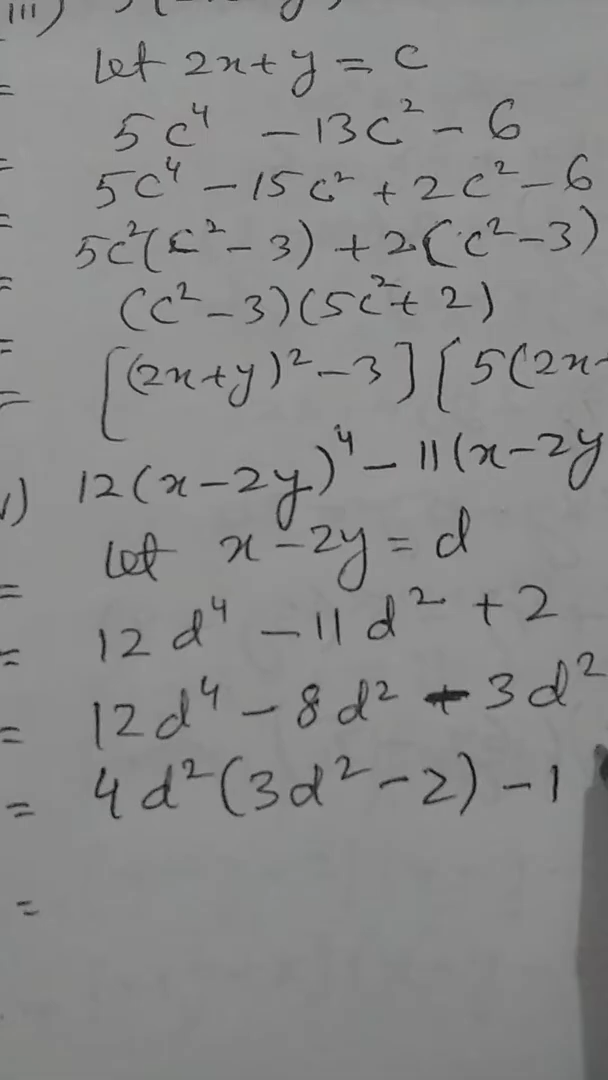 iii)
Let 2x + y = c
= 5c⁴ - 13c² - 6
= 5c⁴ - 15c² + 2c² - 6
= 5c²(c² - 3) + 2(c² - 3)
= (c² - 3)(5c² + 2)
= [(2x+y)² - 3] [5(2x
) 12(x-2y)⁴ - 11(x-2y
Let x - 2y = d
= 12d⁴ - 11d² + 2
= 12d⁴ - 8d² - 3d²
= 4d²(3d² - 2) - 1
=